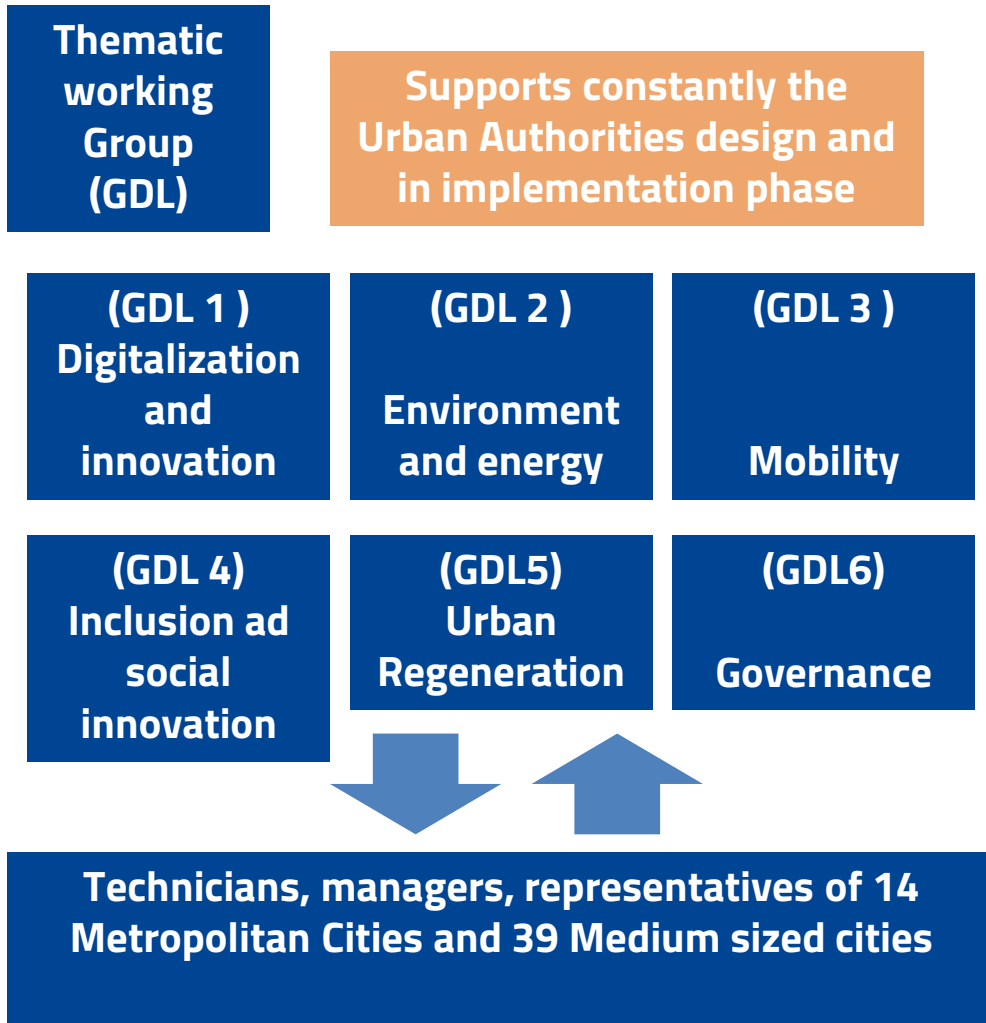 Thematic
working
Group
(GDL)
Supports constantly the
Urban Authorities design and
in implementation phase
(GDL 1 )
Digitalization
and
innovation
(GDL 2 )
Environment
and energy
(GDL 3 )
Mobility
(GDL 4)
Inclusion ad
social
innovation
(GDL5)
Urban
Regeneration
(GDL6)
Governance
Technicians, managers, representatives of 14
Metropolitan Cities and 39 Medium sized cities